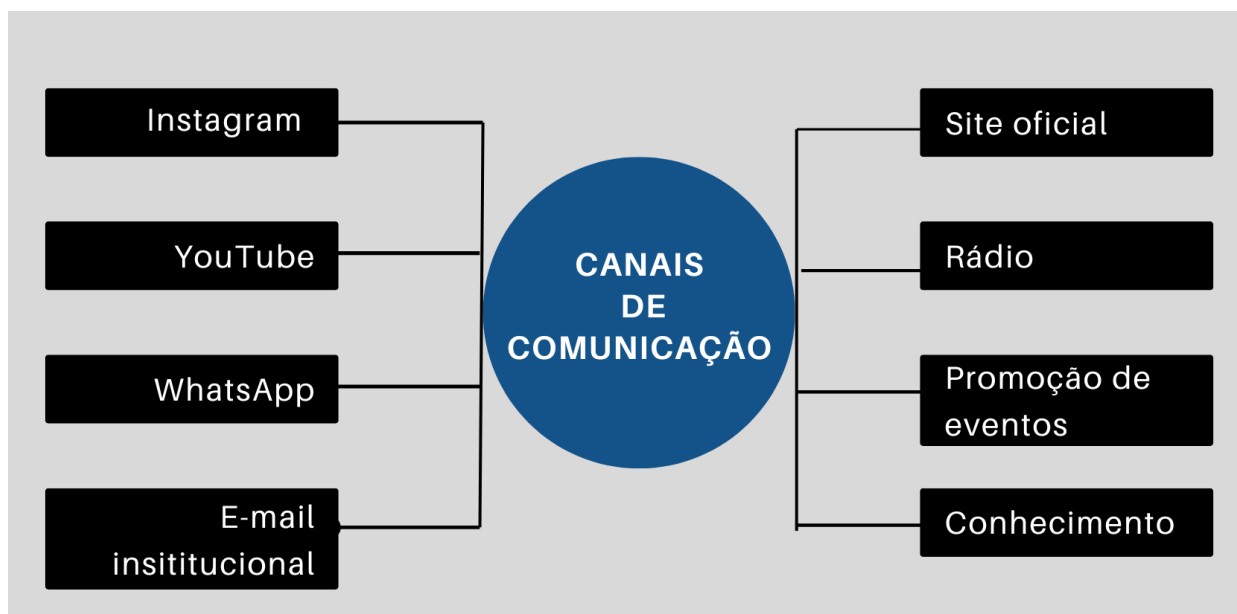 Instagram
YouTube
WhatsApp
E-mail
insititucional
CANAIS
DE
COMUNICAÇÃO
Site oficial
Rádio
Promoção de
eventos
Conhecimento